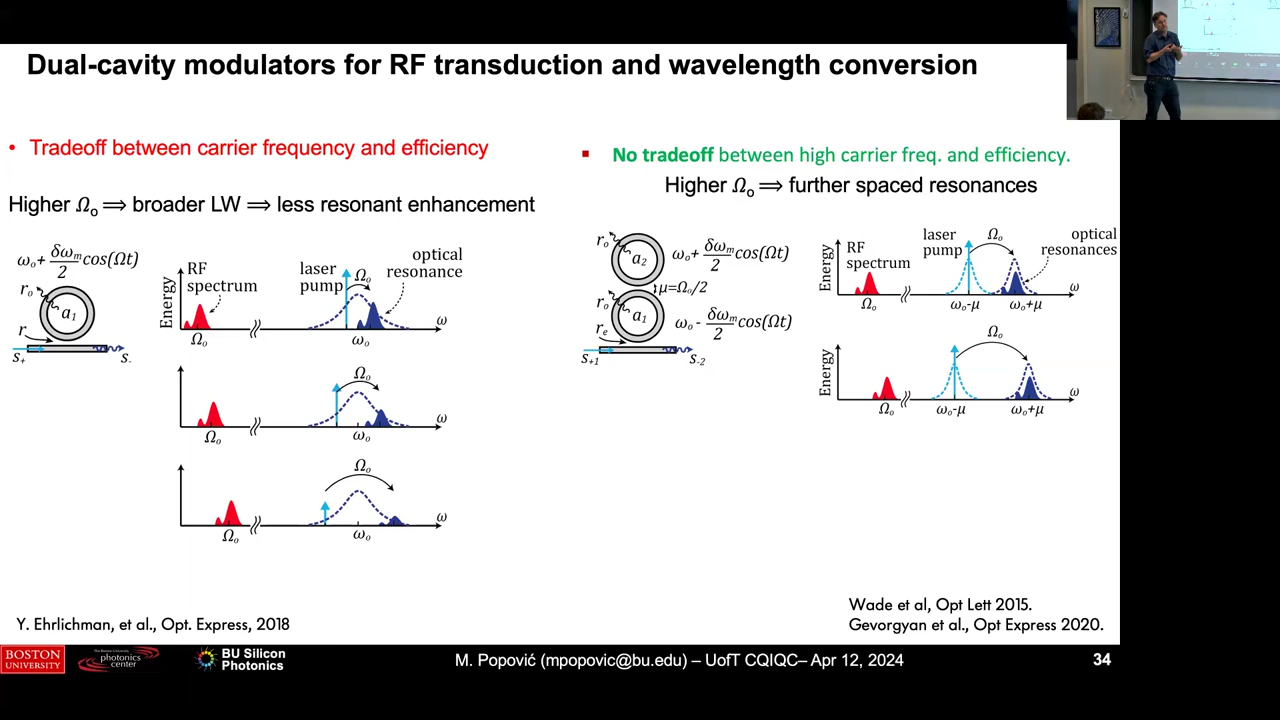 Dual-cavity modulators for RF transduction and wavelength conversion
• Tradeoff between carrier frequency and efficiency
Higher Ωₒ ⟹ broader LW ⟹ less resonant enhancement
ωₒ+ δωₘ/2 cos(Ωt)
rₒ
a₁
r
S₊
S₋
Energy
RF
spectrum
Ωₒ
laser
pump
Ωₒ
optical
resonance
ω
ωₒ
Ωₒ
Ωₒ
ω
ωₒ
Ωₒ
Ωₒ
ω
ωₒ
Y. Ehrlichman, et al., Opt. Express, 2018
▪ No tradeoff between high carrier freq. and efficiency.
Higher Ωₒ ⟹ further spaced resonances
rₒ
a₂
ωₒ+ δωₘ/2 cos(Ωt)
μ=Ωₒ/2
rₒ
a₁
ωₒ- δωₘ/2 cos(Ωt)
rₑ
S₊₁
S₋₂
Energy
RF
spectrum
Ωₒ
laser
pump
Ωₒ
optical
resonances
ω
ωₒ-μ
ωₒ+μ
Energy
Ωₒ
Ωₒ
ω
ωₒ-μ
ωₒ+μ
Wade et al, Opt Lett 2015.
Gevorgyan et al., Opt Express 2020.
BOSTON
UNIVERSITY
photonics
center
BU Silicon
Photonics
M. Popović (mpopovic@bu.edu) – UofT CQIQC– Apr 12, 2024
34